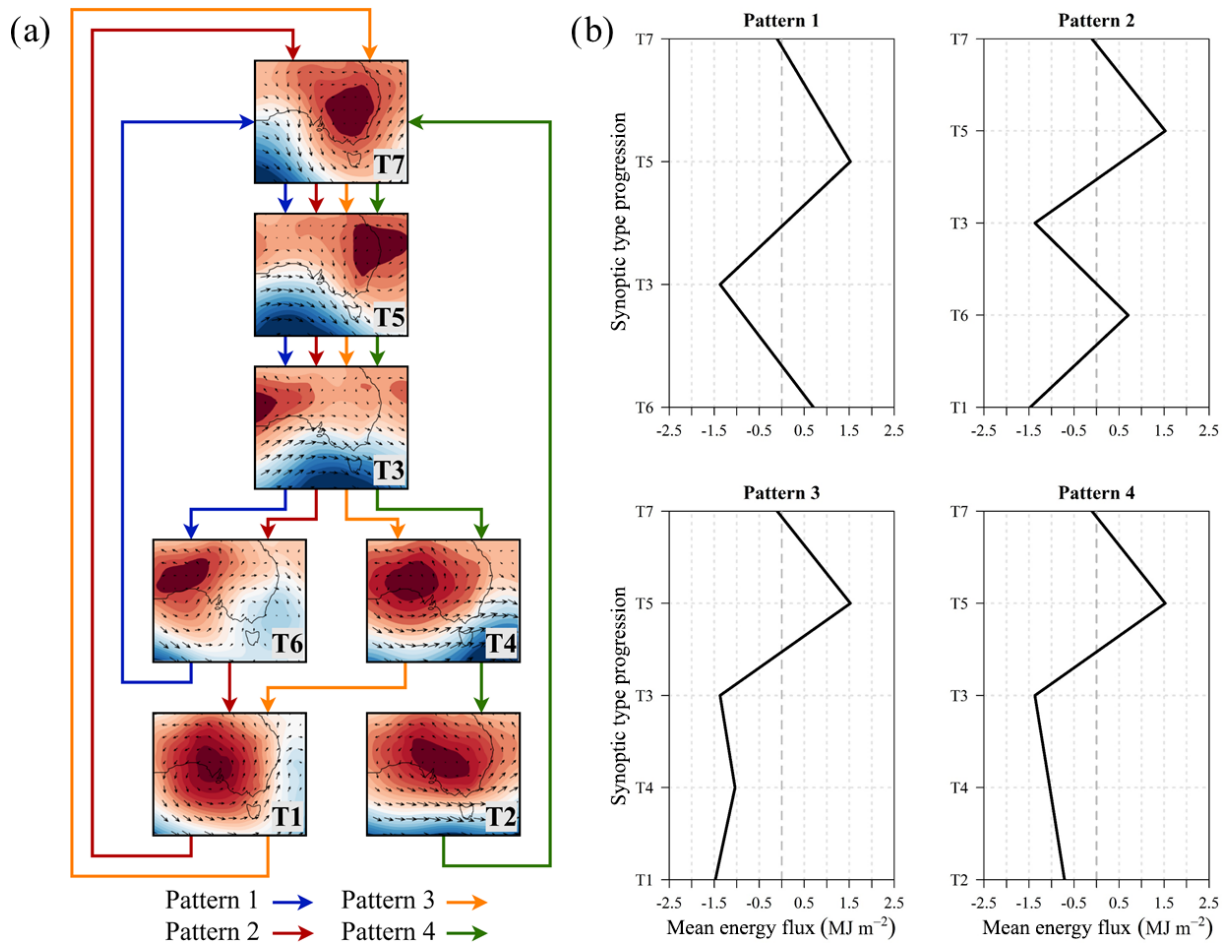 (a)
T7
T5
T3
T6
T4
T1
T2
Pattern 1
Pattern 3
Pattern 2
Pattern 4
(b)
Pattern 1
Synoptic type progression
T7
T5
T3
T6
-2.5
-1.5
-0.5
0.5
1.5
2.5
Pattern 2
T7
T5
T3
T6
T1
-2.5
-1.5
-0.5
0.5
1.5
2.5
Pattern 3
Synoptic type progression
T7
T5
T3
T4
T1
-2.5
-1.5
-0.5
0.5
1.5
2.5
Mean energy flux (MJ m⁻²)
Pattern 4
T7
T5
T3
T4
T2
-2.5
-1.5
-0.5
0.5
1.5
2.5
Mean energy flux (MJ m⁻²)